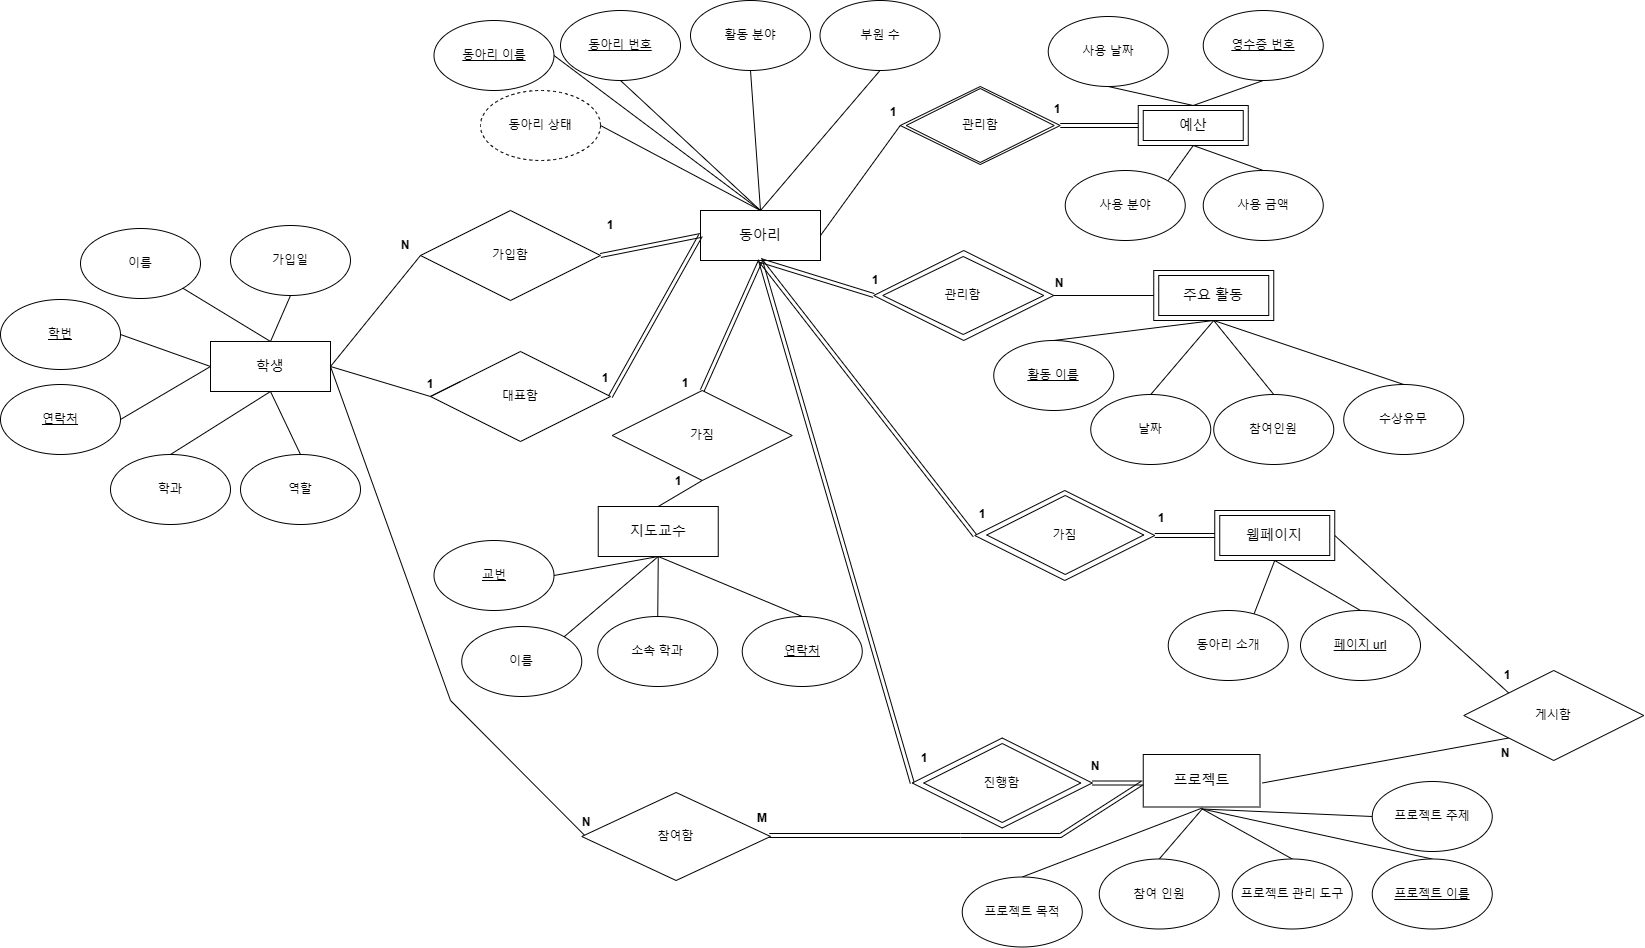 동아리 이름
동아리 번호
활동 분야
부원 수
사용 날짜
영수증 번호
동아리 상태
1
관리함
1
예산
사용 분야
사용 금액
이름
가입일
N
가입함
1
동아리
1
관리함
N
주요 활동
학번
학생
1
대표함
1
1
활동 이름
연락처
가짐
날짜
참여인원
수상유무
학과
역할
1
지도교수
1
가짐
1
웹페이지
교번
이름
소속 학과
연락처
동아리 소개
페이지 url
1
게시함
N
1
진행함
N
프로젝트
N
참여함
M
프로젝트 주제
프로젝트 목적
참여 인원
프로젝트 관리 도구
프로젝트 이름